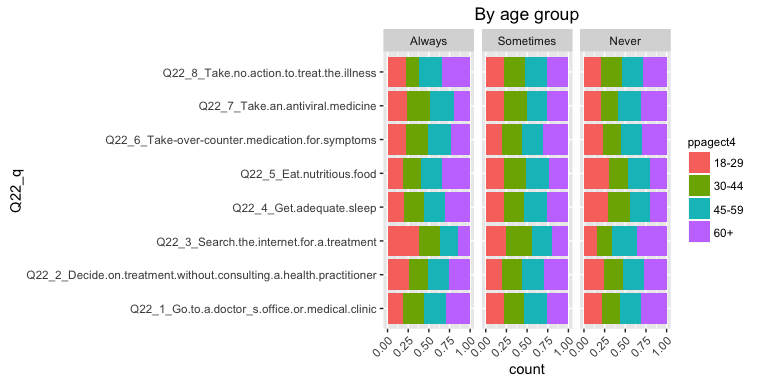 By age group
Always
Sometimes
Never
Q22_q
Q22_8_Take.no.action.to.treat.the.illness
Q22_7_Take.an.antiviral.medicine
Q22_6_Take-over-counter.medication.for.symptoms
Q22_5_Eat.nutritious.food
Q22_4_Get.adequate.sleep
Q22_3_Search.the.internet.for.a.treatment
Q22_2_Decide.on.treatment.without.consulting.a.health.practitioner
Q22_1_Go.to.a.doctor_s.office.or.medical.clinic
0.00
0.25
0.50
0.75
1.00
0.00
0.25
0.50
0.75
1.00
0.00
0.25
0.50
0.75
1.00
count
ppagect4
18-29
30-44
45-59
60+